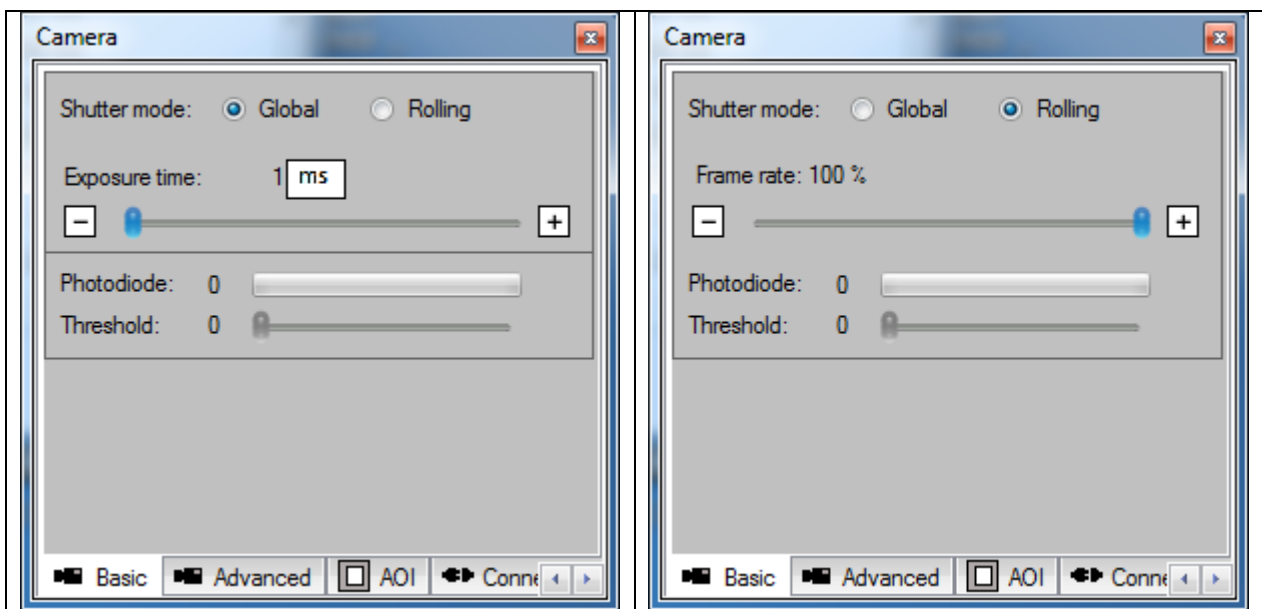 Camera
Shutter mode: Global Rolling
Exposure time: 1 ms
- +
Photodiode: 0
Threshold: 0
Basic Advanced AOI
Camera
Shutter mode: Global Rolling
Frame rate: 100 %
- +
Photodiode: 0
Threshold: 0
Basic Advanced AOI